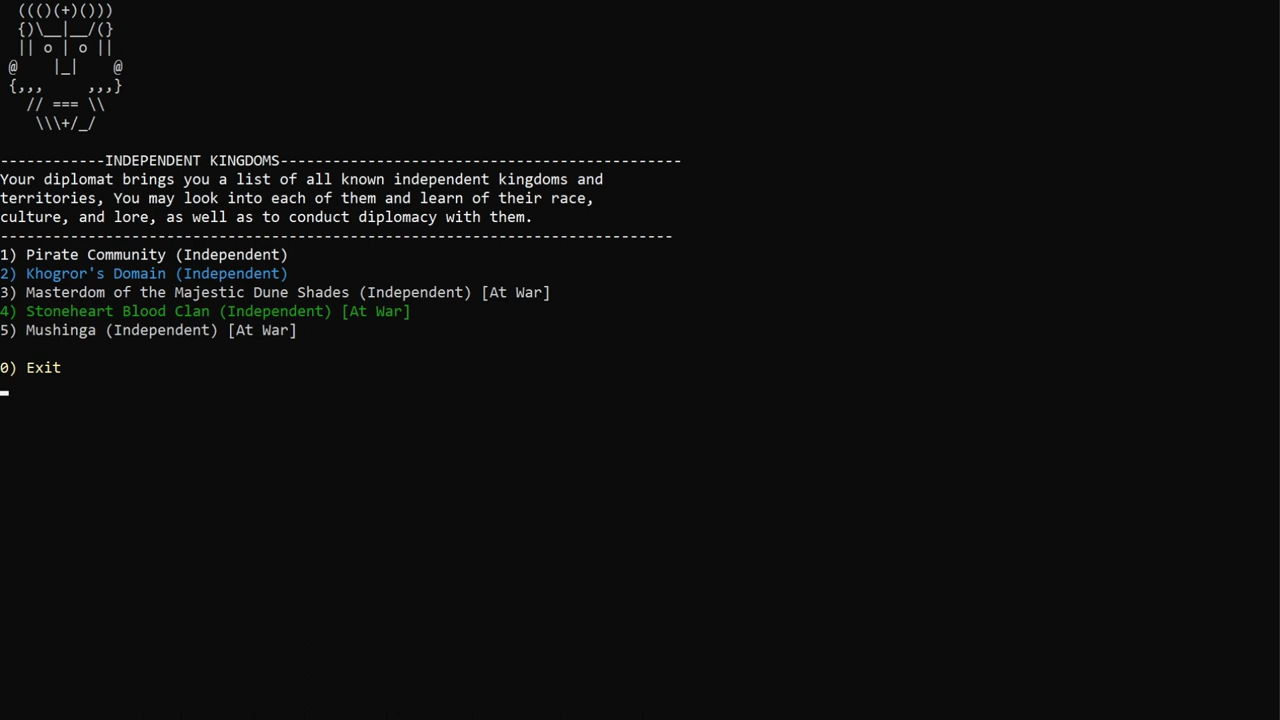 ((()(+)()))
{)\__|__/(}
|| o | o ||
@    |_|    @
{,,,     ,,,}
// === \\
\\\+/_/
------------INDEPENDENT KINGDOMS----------------------------------------------
Your diplomat brings you a list of all known independent kingdoms and
territories, You may look into each of them and learn of their race,
culture, and lore, as well as to conduct diplomacy with them.
-----------------------------------------------------------------------------
1) Pirate Community (Independent)
2) Khogror's Domain (Independent)
3) Masterdom of the Majestic Dune Shades (Independent) [At War]
4) Stoneheart Blood Clan (Independent) [At War]
5) Mushinga (Independent) [At War]
0) Exit